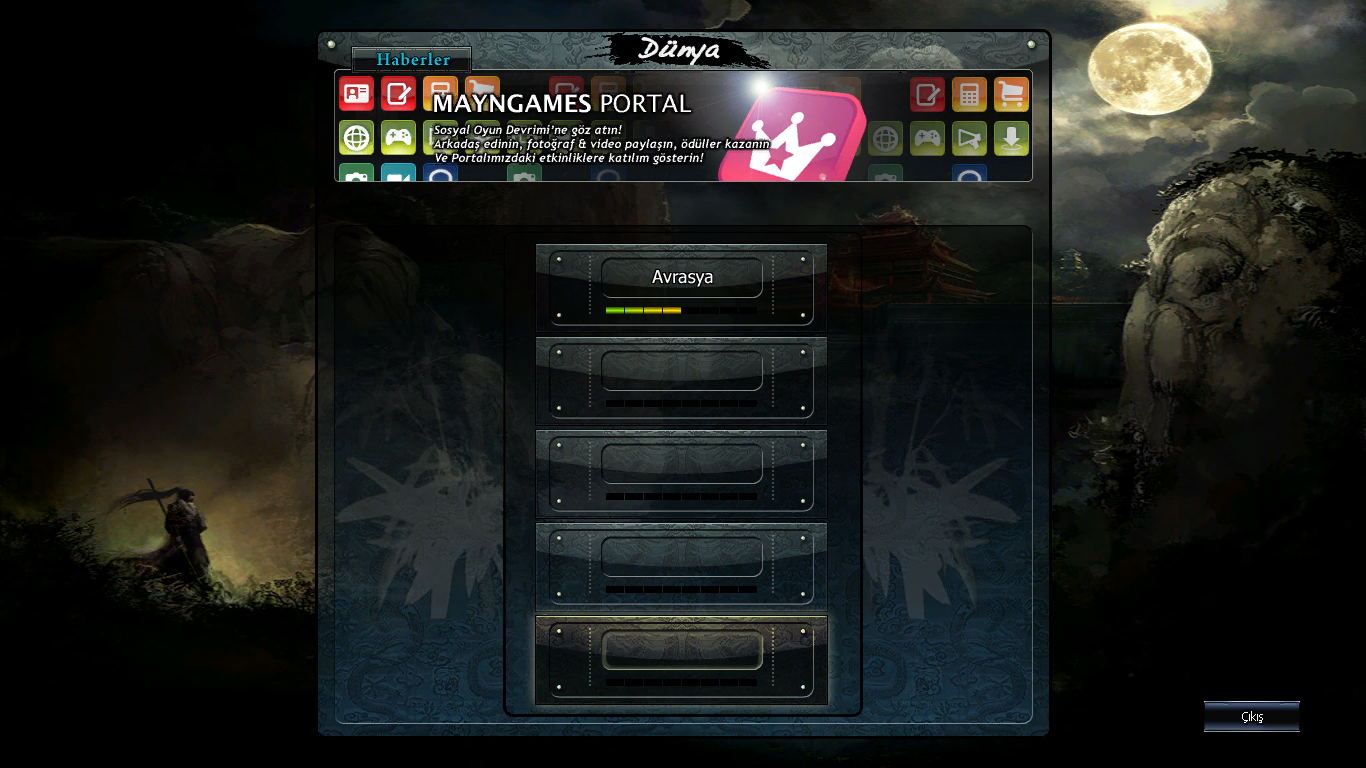 Dünya
Haberler
MAYNGAMES PORTAL
Sosyal Oyun Devrimi'ne göz atın!
Arkadaş edinin, fotoğraf & video paylaşın, ödüller kazanın
Ve Portalımızdaki etkinliklere katılım gösterin!
Avrasya
Çıkış